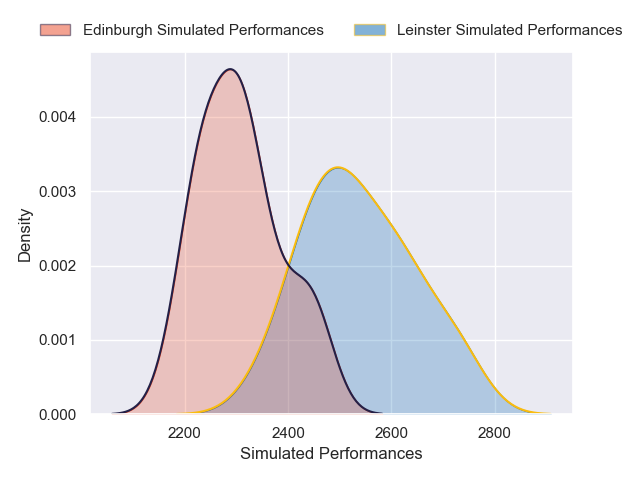 Edinburgh Simulated Performances
Leinster Simulated Performances
0.004
0.003
0.002
0.001
0.000
Density
2200
2400
2600
2800
Simulated Performances